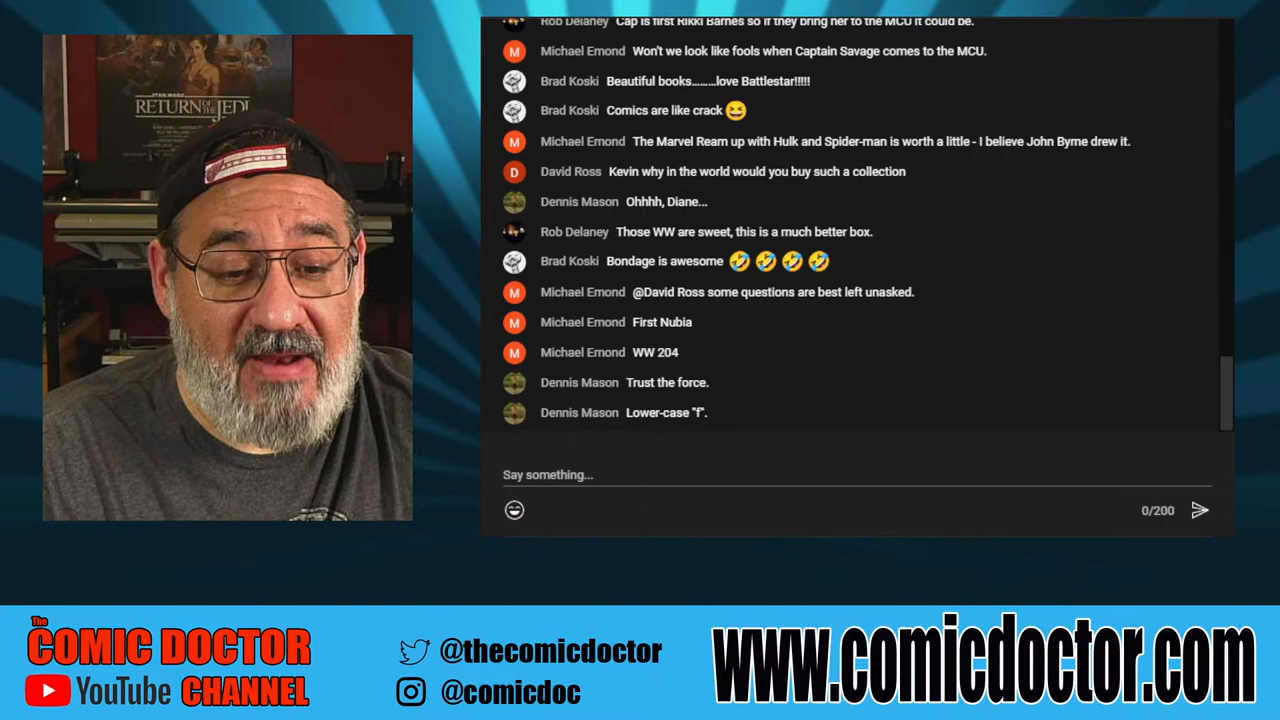 STAR WARS
RETURN OF THE JEDI
Rob Delaney Cap is first Rikki Barnes so if they bring her to the MCU it could be.
M Michael Emond Won't we look like fools when Captain Savage comes to the MCU.
Brad Koski Beautiful books.........love Battlestar!!!!!
Brad Koski Comics are like crack 😆
M Michael Emond The Marvel Ream up with Hulk and Spider-man is worth a little - I believe John Byrne drew it.
D David Ross Kevin why in the world would you buy such a collection
Dennis Mason Ohhhh, Diane...
Rob Delaney Those WW are sweet, this is a much better box.
Brad Koski Bondage is awesome 🤣 🤣 🤣 🤣
M Michael Emond @David Ross some questions are best left unasked.
M Michael Emond First Nubia
M Michael Emond WW 204
Dennis Mason Trust the force.
Dennis Mason Lower-case "f".
Say something...
0/200
The
COMIC DOCTOR
YouTube CHANNEL
@thecomicdoctor
@comicdoc
www.comicdoctor.com